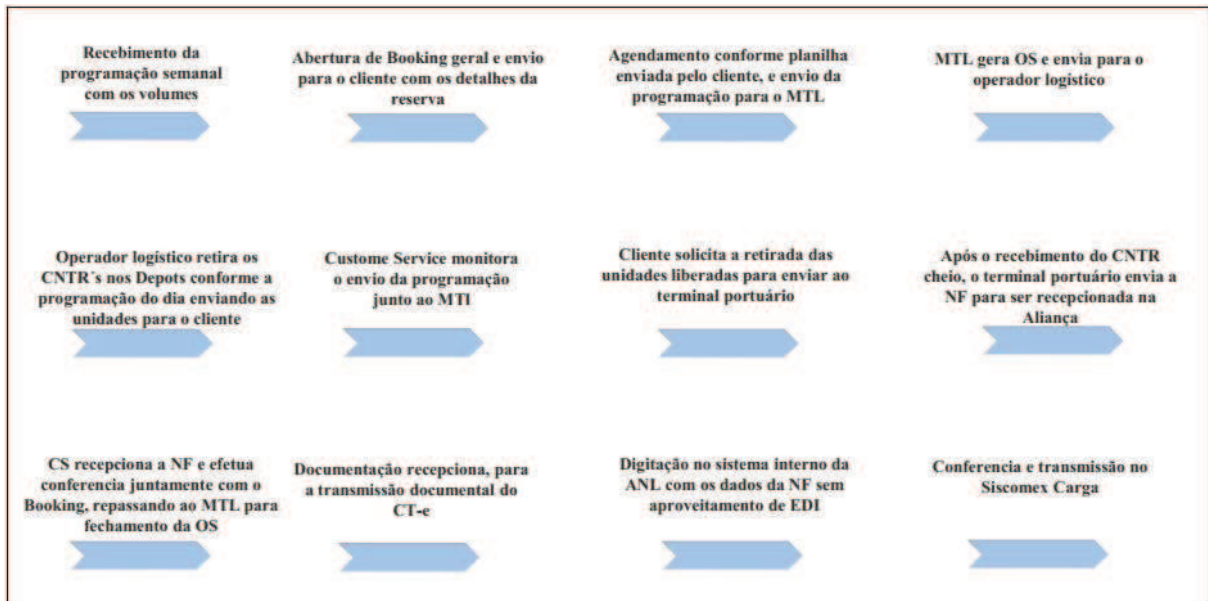 Recebimento da
programação semanal
com os volumes
Abertura de Booking geral e envio
para o cliente com os detalhes da
reserva
Agendamento conforme planilha
enviada pelo cliente, e envio da
programação para o MTL
MTL gera OS e envia para o
operador logístico
Operador logístico retira os
CNTR´s nos Depots conforme a
programação do dia enviando as
unidades para o cliente
Custome Service monitora
o envio da programação
junto ao MTI
Cliente solicita a retirada das
unidades liberadas para enviar ao
terminal portuário
Após o recebimento do CNTR
cheio, o terminal portuário envia a
NF para ser recepcionada na
Aliança
CS recepciona a NF e efetua
conferencia juntamente com o
Booking, repassando ao MTL para
fechamento da OS
Documentação recepciona, para
a transmissão documental do
CT-e
Digitação no sistema interno da
ANL com os dados da NF sem
aproveitamento de EDI
Conferencia e transmissão no
Siscomex Carga